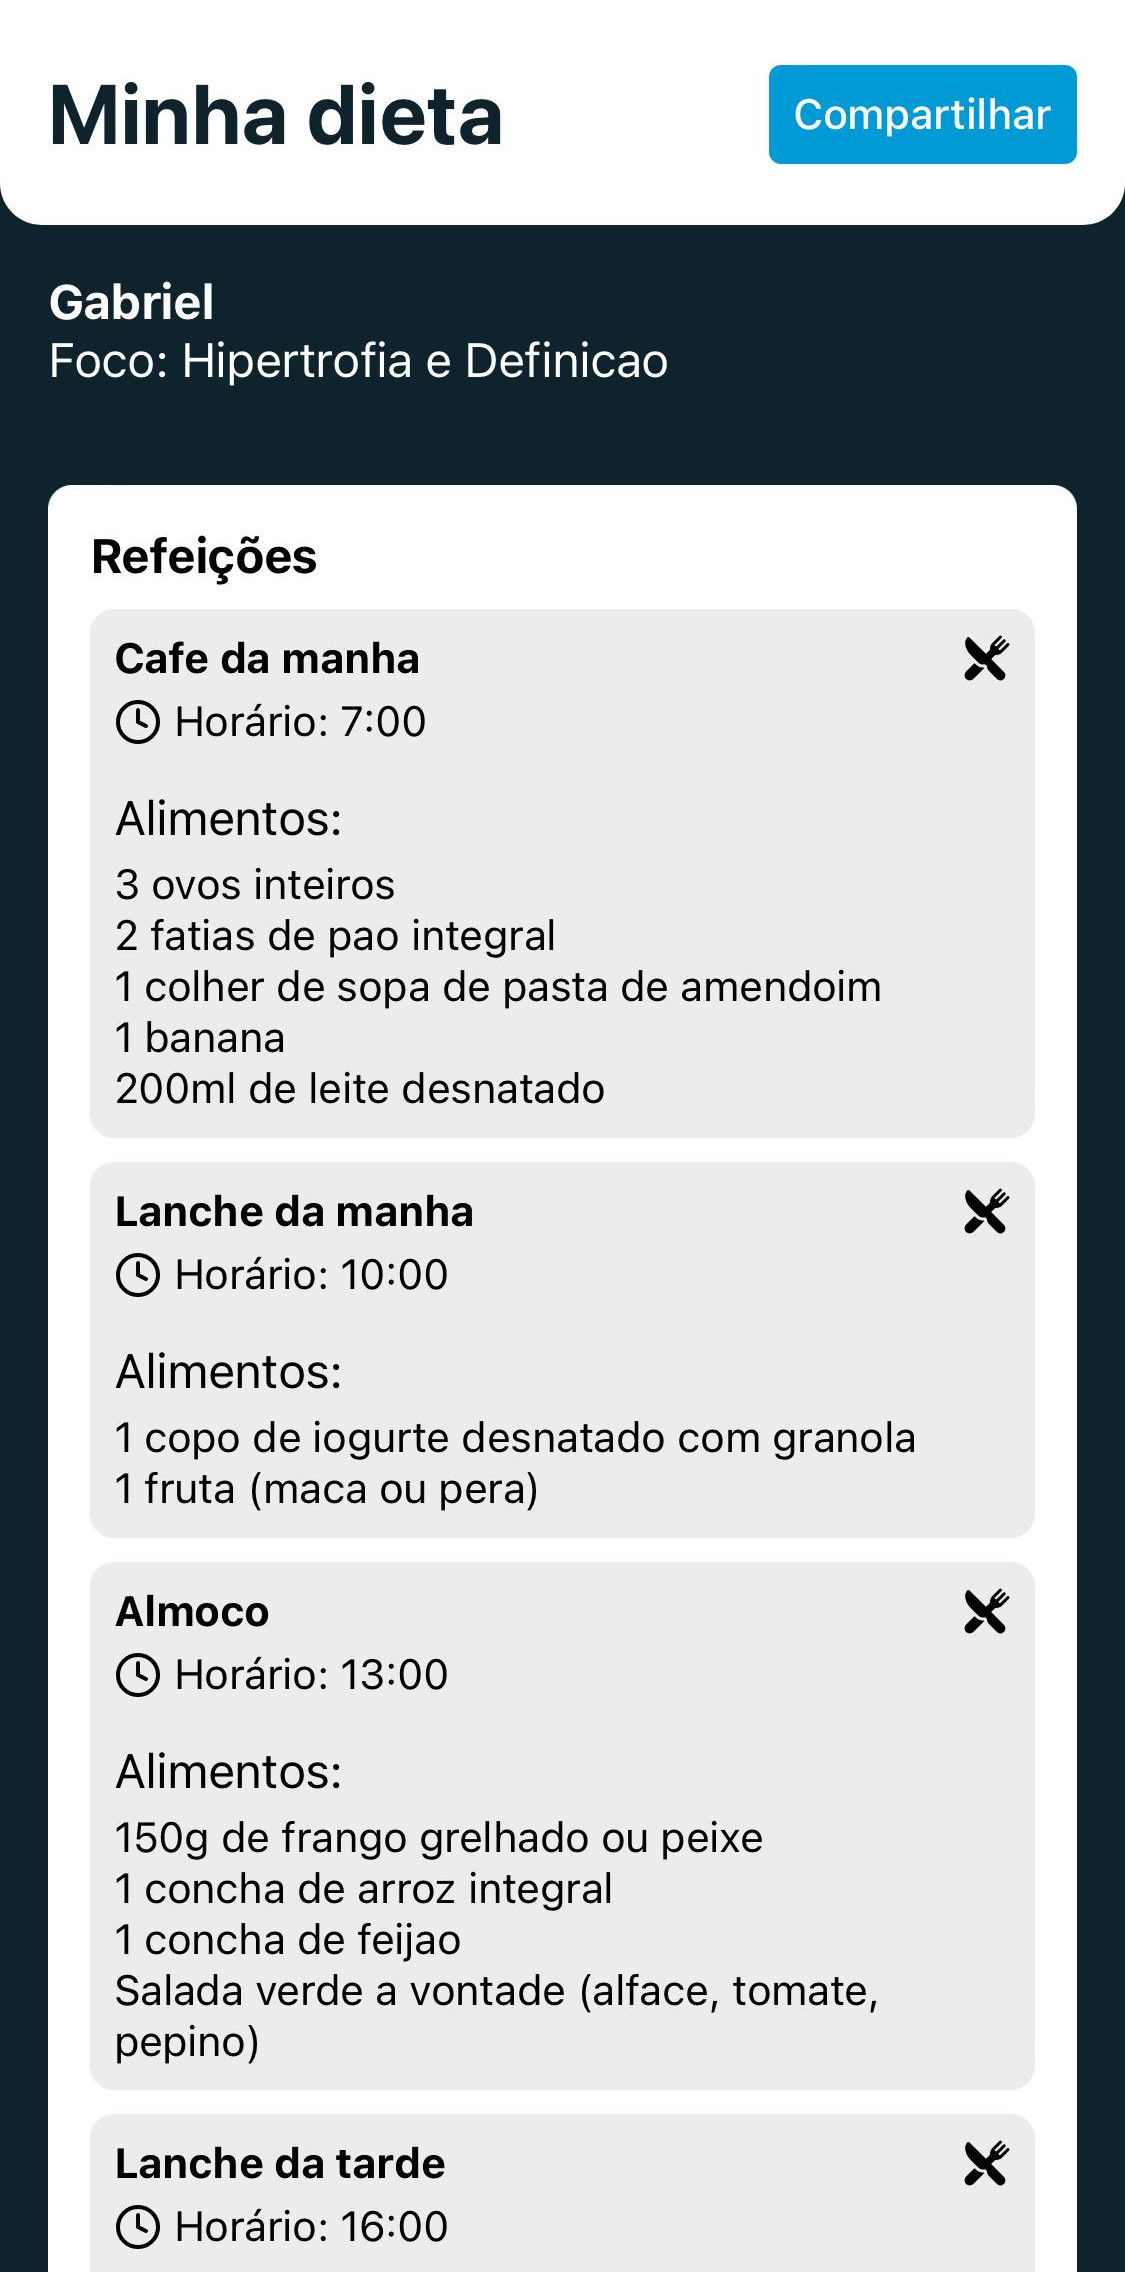 Minha dieta
Compartilhar
Gabriel
Foco: Hipertrofia e Definicao
Refeições
Cafe da manha
Horário: 7:00
Alimentos:
3 ovos inteiros
2 fatias de pao integral
1 colher de sopa de pasta de amendoim
1 banana
200ml de leite desnatado
Lanche da manha
Horário: 10:00
Alimentos:
1 copo de iogurte desnatado com granola
1 fruta (maca ou pera)
Almoco
Horário: 13:00
Alimentos:
150g de frango grelhado ou peixe
1 concha de arroz integral
1 concha de feijao
Salada verde a vontade (alface, tomate,
pepino)
Lanche da tarde
Horário: 16:00